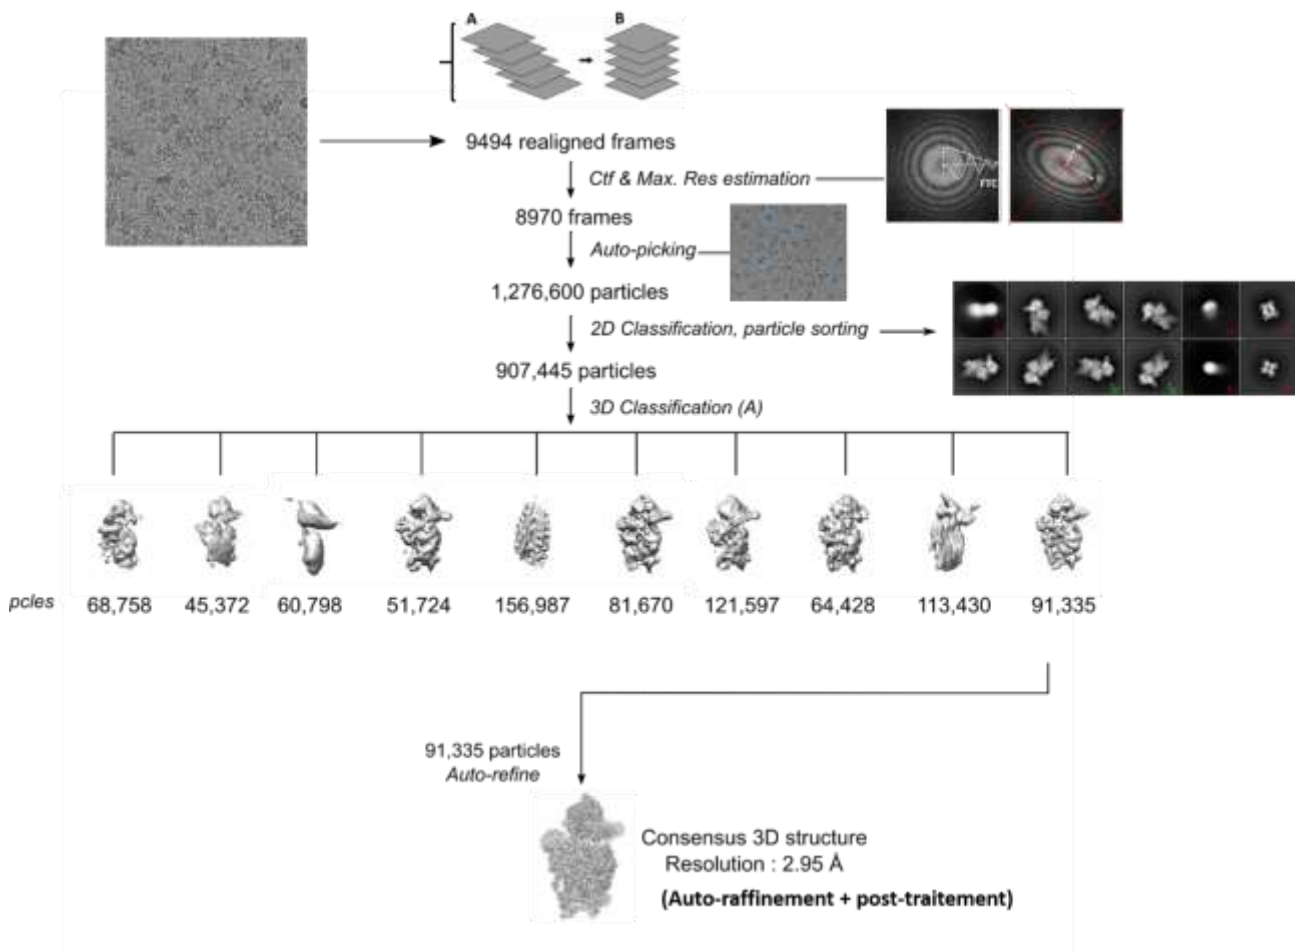 A B
9494 realigned frames
Ctf & Max. Res estimation
8970 frames
Auto-picking
1,276,600 particles
2D Classification, particle sorting
907,445 particles
3D Classification (A)
pcles 68,758 45,372 60,798 51,724 156,987 81,670 121,597 64,428 113,430 91,335
91,335 particles
Auto-refine
Consensus 3D structure
Resolution : 2.95 Å
(Auto-raffinement + post-traitement)